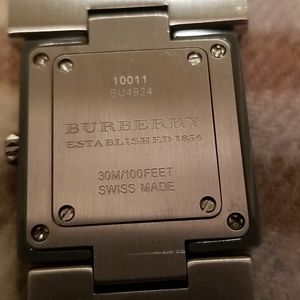 10011
BU4924
BURBERRY
ESTABLISHED 1856
30M/100FEET
SWISS MADE